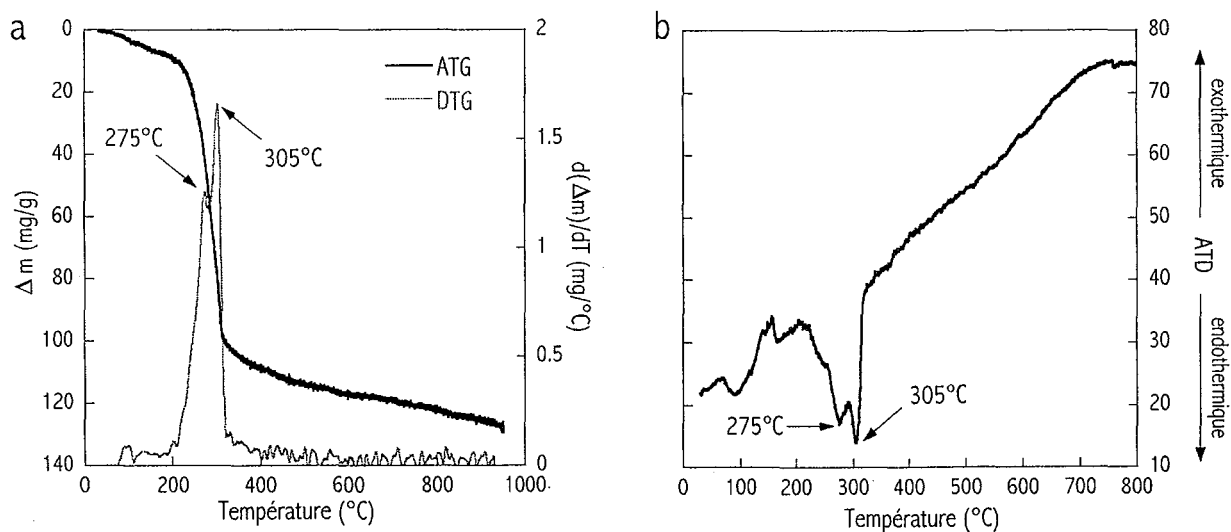 a
0
20
40
60
80
100
120
140
Δm (mg/g)
ATG
DTG
275°C
305°C
2
1.5
1
0.5
0
d(Δm)/dT (mg/°C)
0
200
400
600
800
1000
Température (°C)
b
275°C
305°C
80
70
60
50
40
30
20
10
exothermique
ATD
endothermique
0
100
200
300
400
500
600
700
800
Température (°C)